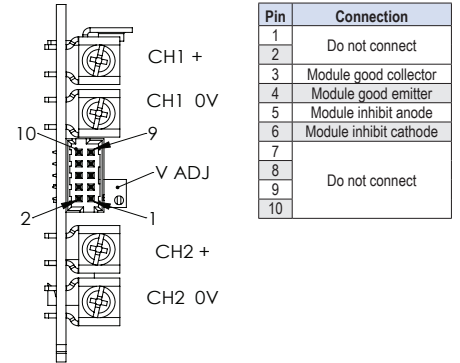 CH1 +
CH1 0V
10
9
V ADJ
2
1
CH2 +
CH2 0V
Pin Connection
1
2
Do not connect
3 Module good collector
4 Module good emitter
5 Module inhibit anode
6 Module inhibit cathode
7
8
9
10
Do not connect